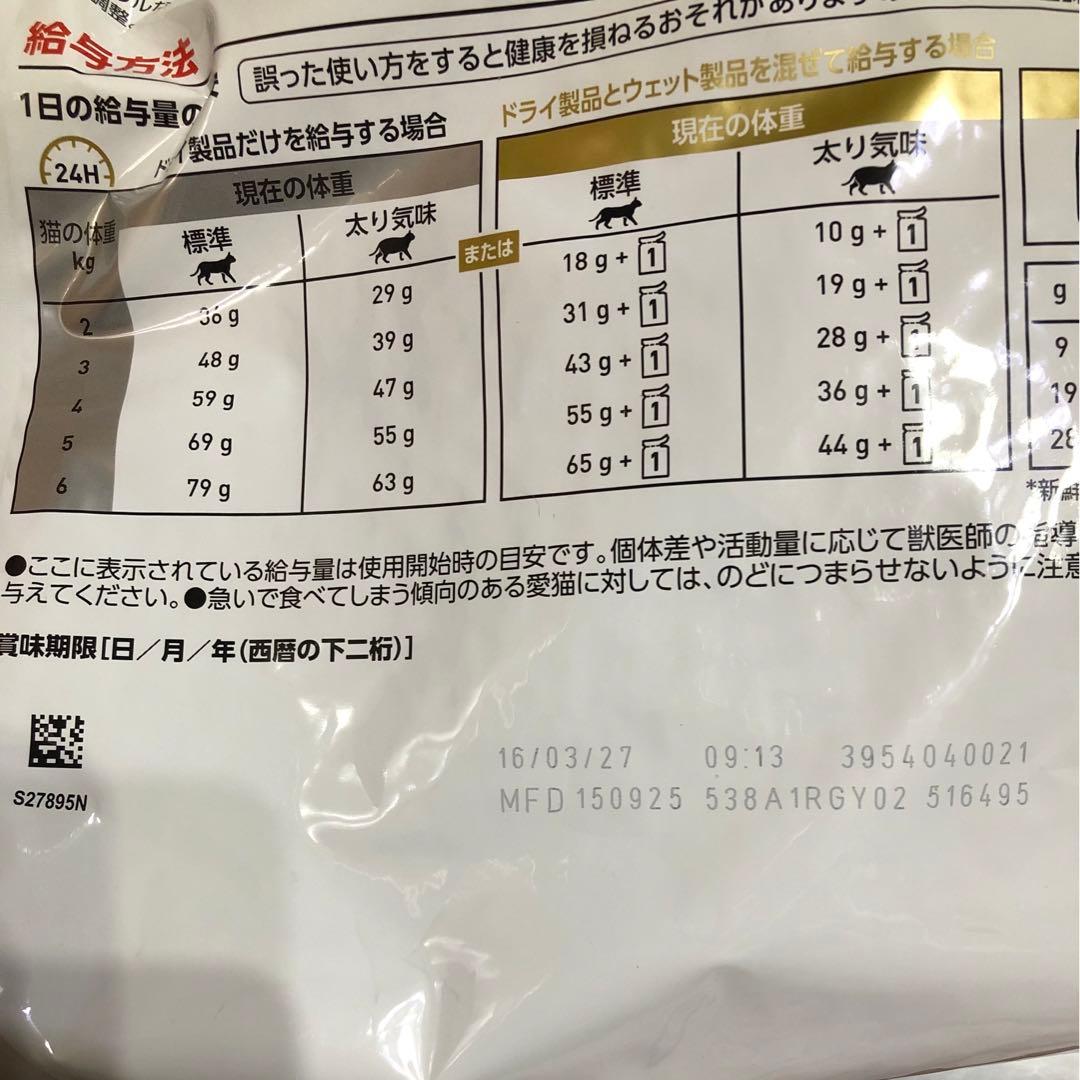 給与方法
誤った使い方をすると健康を損ねるおそれがあります
1日の給与量の
24H
製品だけを給与する場合
ドライ製品とウェット製品を混ぜて給与する場合
現在の体重
現在の体重
猫の体重
kg
標準
太り気味
または
標準
太り気味
2 36 g 29 g 18 g + 1 10 g + 1
3 48 g 39 g 31 g + 1 19 g + 1
4 59 g 47 g 43 g + 1 28 g + 1
5 69 g 55 g 55 g + 1 36 g + 1
6 79 g 63 g 65 g + 1 44 g + 1
g
9
19
28
*新鮮
●ここに表示されている給与量は使用開始時の目安です。個体差や活動量に応じて獣医師の指導
与えてください。●急いで食べてしまう傾向のある愛猫に対しては、のどにつまらせないように注意
賞味期限[日/月/年(西暦の下二桁)]
S27895N
16/03/27 09:13 3954040021
MFD 150925 538A1RGY02 516495